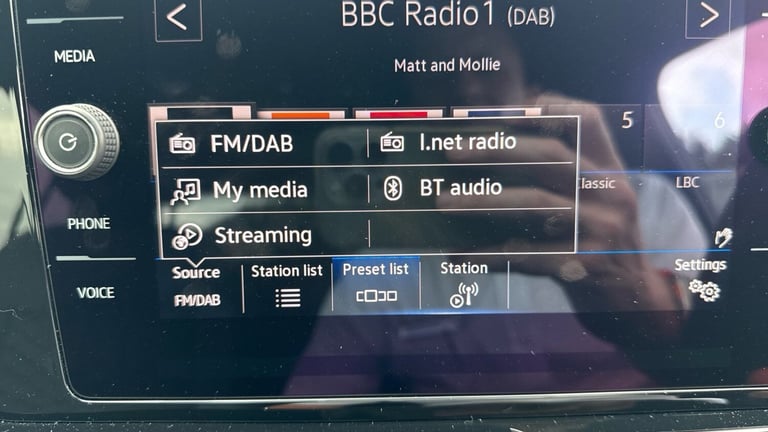 BBC Radio1 (DAB)
MEDIA
Matt and Mollie
5 6
FM/DAB I.net radio
My media BT audio
LBC
PHONE
Streaming
Source Station list Preset list Station Settings
VOICE
FM/DAB